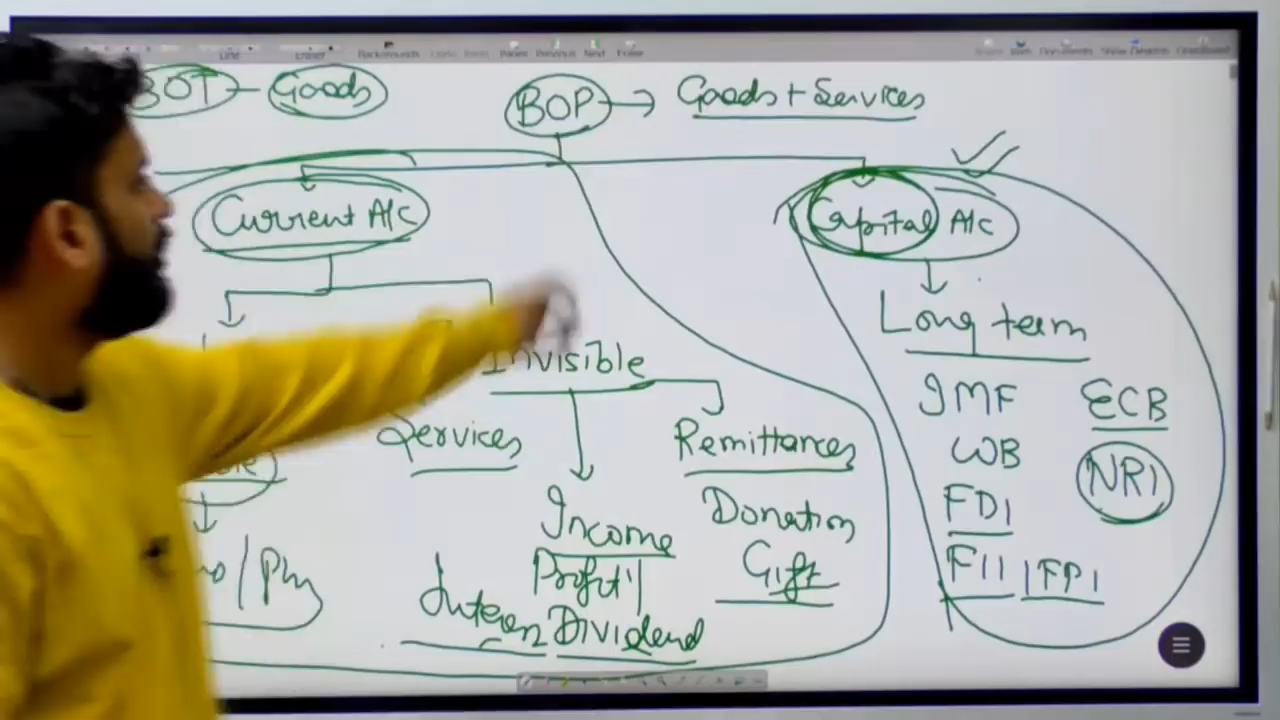 BOT - Goods
BOP → Goods + Services
Current A/c
Capital A/c
Long term
Invisible
IMF
ECB
Services
Remittances
WB
NRI
Donation
FDI
Income
Gift
FII / FPI
Profit
Interest
Dividend